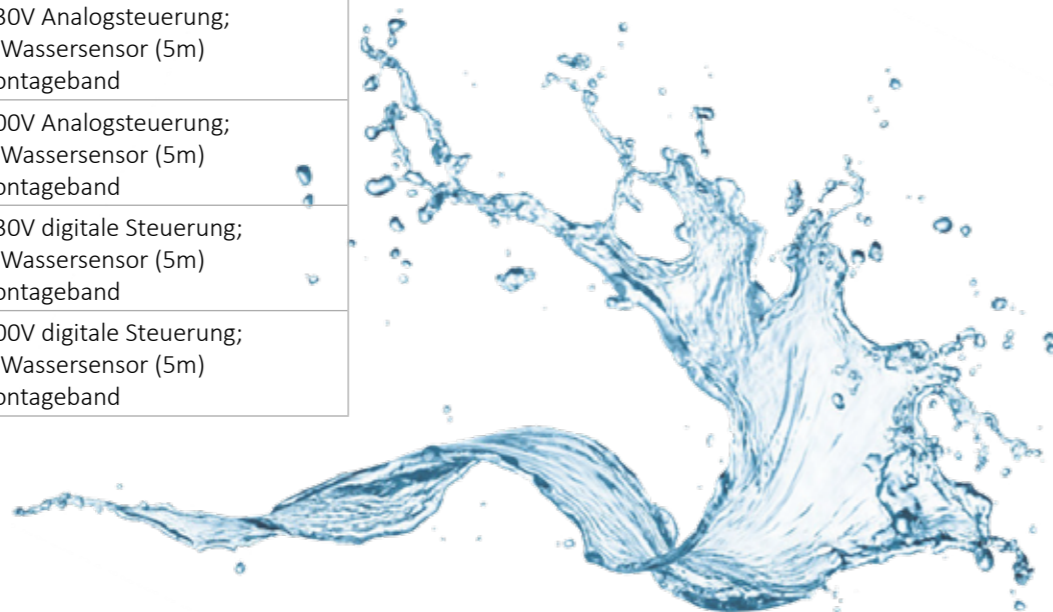 30V Analogsteuerung;
Wassersensor (5m)
ontageband
00V Analogsteuerung;
Wassersensor (5m)
ontageband
30V digitale Steuerung;
Wassersensor (5m)
ontageband
00V digitale Steuerung;
Wassersensor (5m)
ontageband